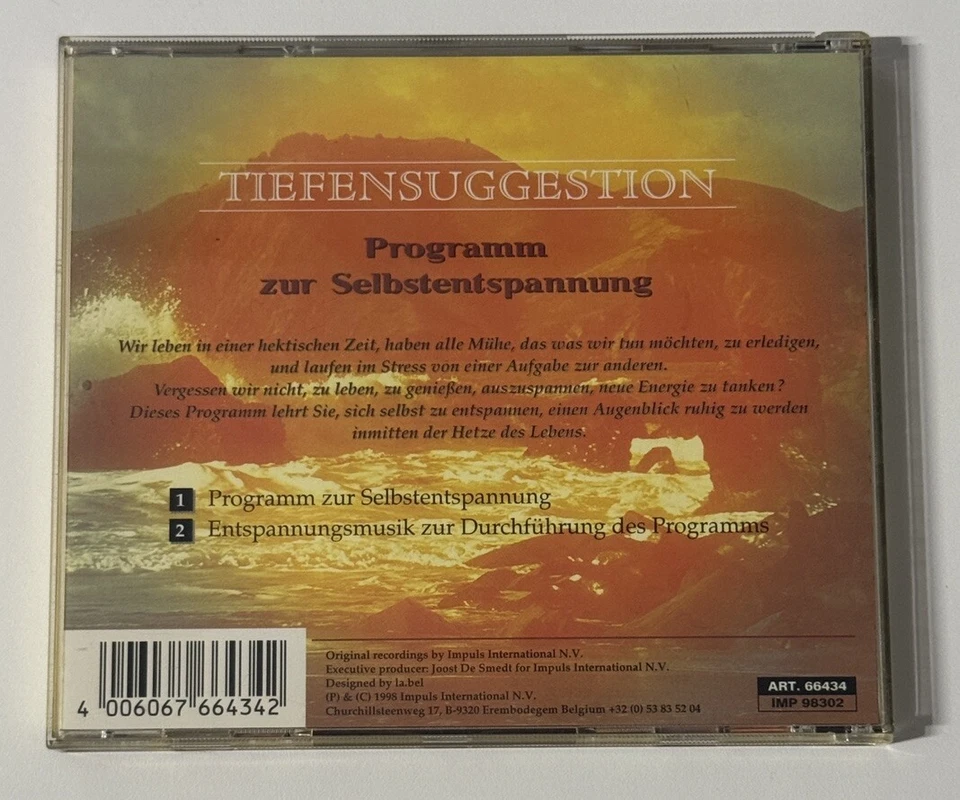 TIEFENSUGGESTION
Programm
zur Selbstentspannung
Wir leben in einer hektischen Zeit, haben alle Mühe, das was wir tun möchten, zu erledigen,
und laufen im Stress von einer Aufgabe zur anderen.
Vergessen wir nicht, zu leben, zu genießen, auszuspannen, neue Energie zu tanken?
Dieses Programm lehrt Sie, sich selbst zu entspannen, einen Augenblick ruhig zu werden
inmitten der Hetze des Lebens.
1 Programm zur Selbstentspannung
2 Entspannungsmusik zur Durchführung des Programms
Original recordings by Impuls International N.V.
Executive producer: Joost De Smedt for Impuls International N.V.
Designed by la.bel
(P) & (C) 1998 Impuls International N.V.
Churchillsteenweg 17, B-9320 Erembodegem Belgium +32 (0) 53 83 52 04
ART. 66434
IMP 98302
4 006067 664342